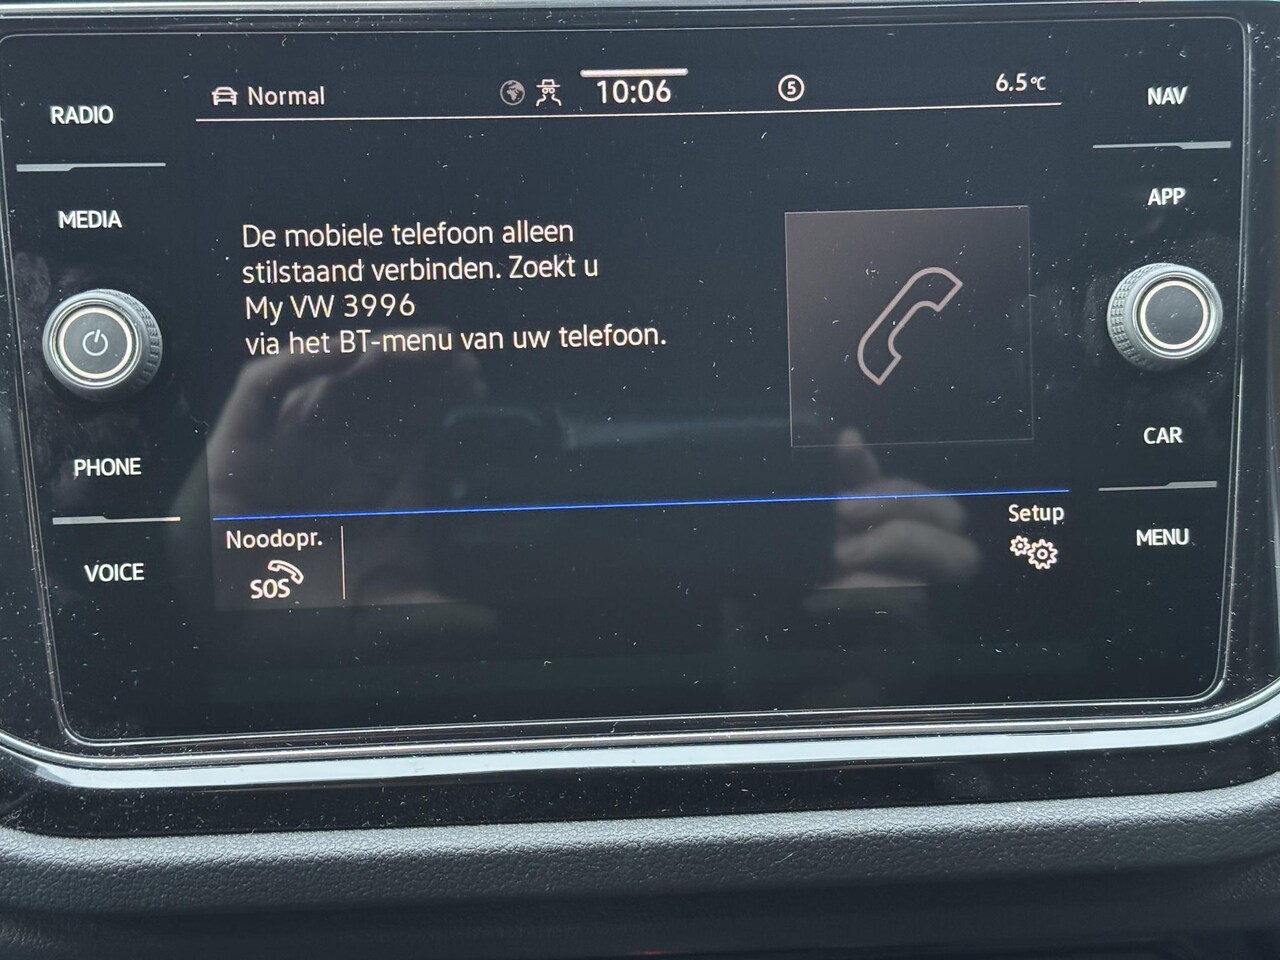 RADIO
MEDIA
PHONE
VOICE
Normal
10:06
5
6.5°C
De mobiele telefoon alleen
stilstaand verbinden. Zoekt u
My VW 3996
via het BT-menu van uw telefoon.
Noodopr.
SOS
Setup
NAV
APP
CAR
MENU